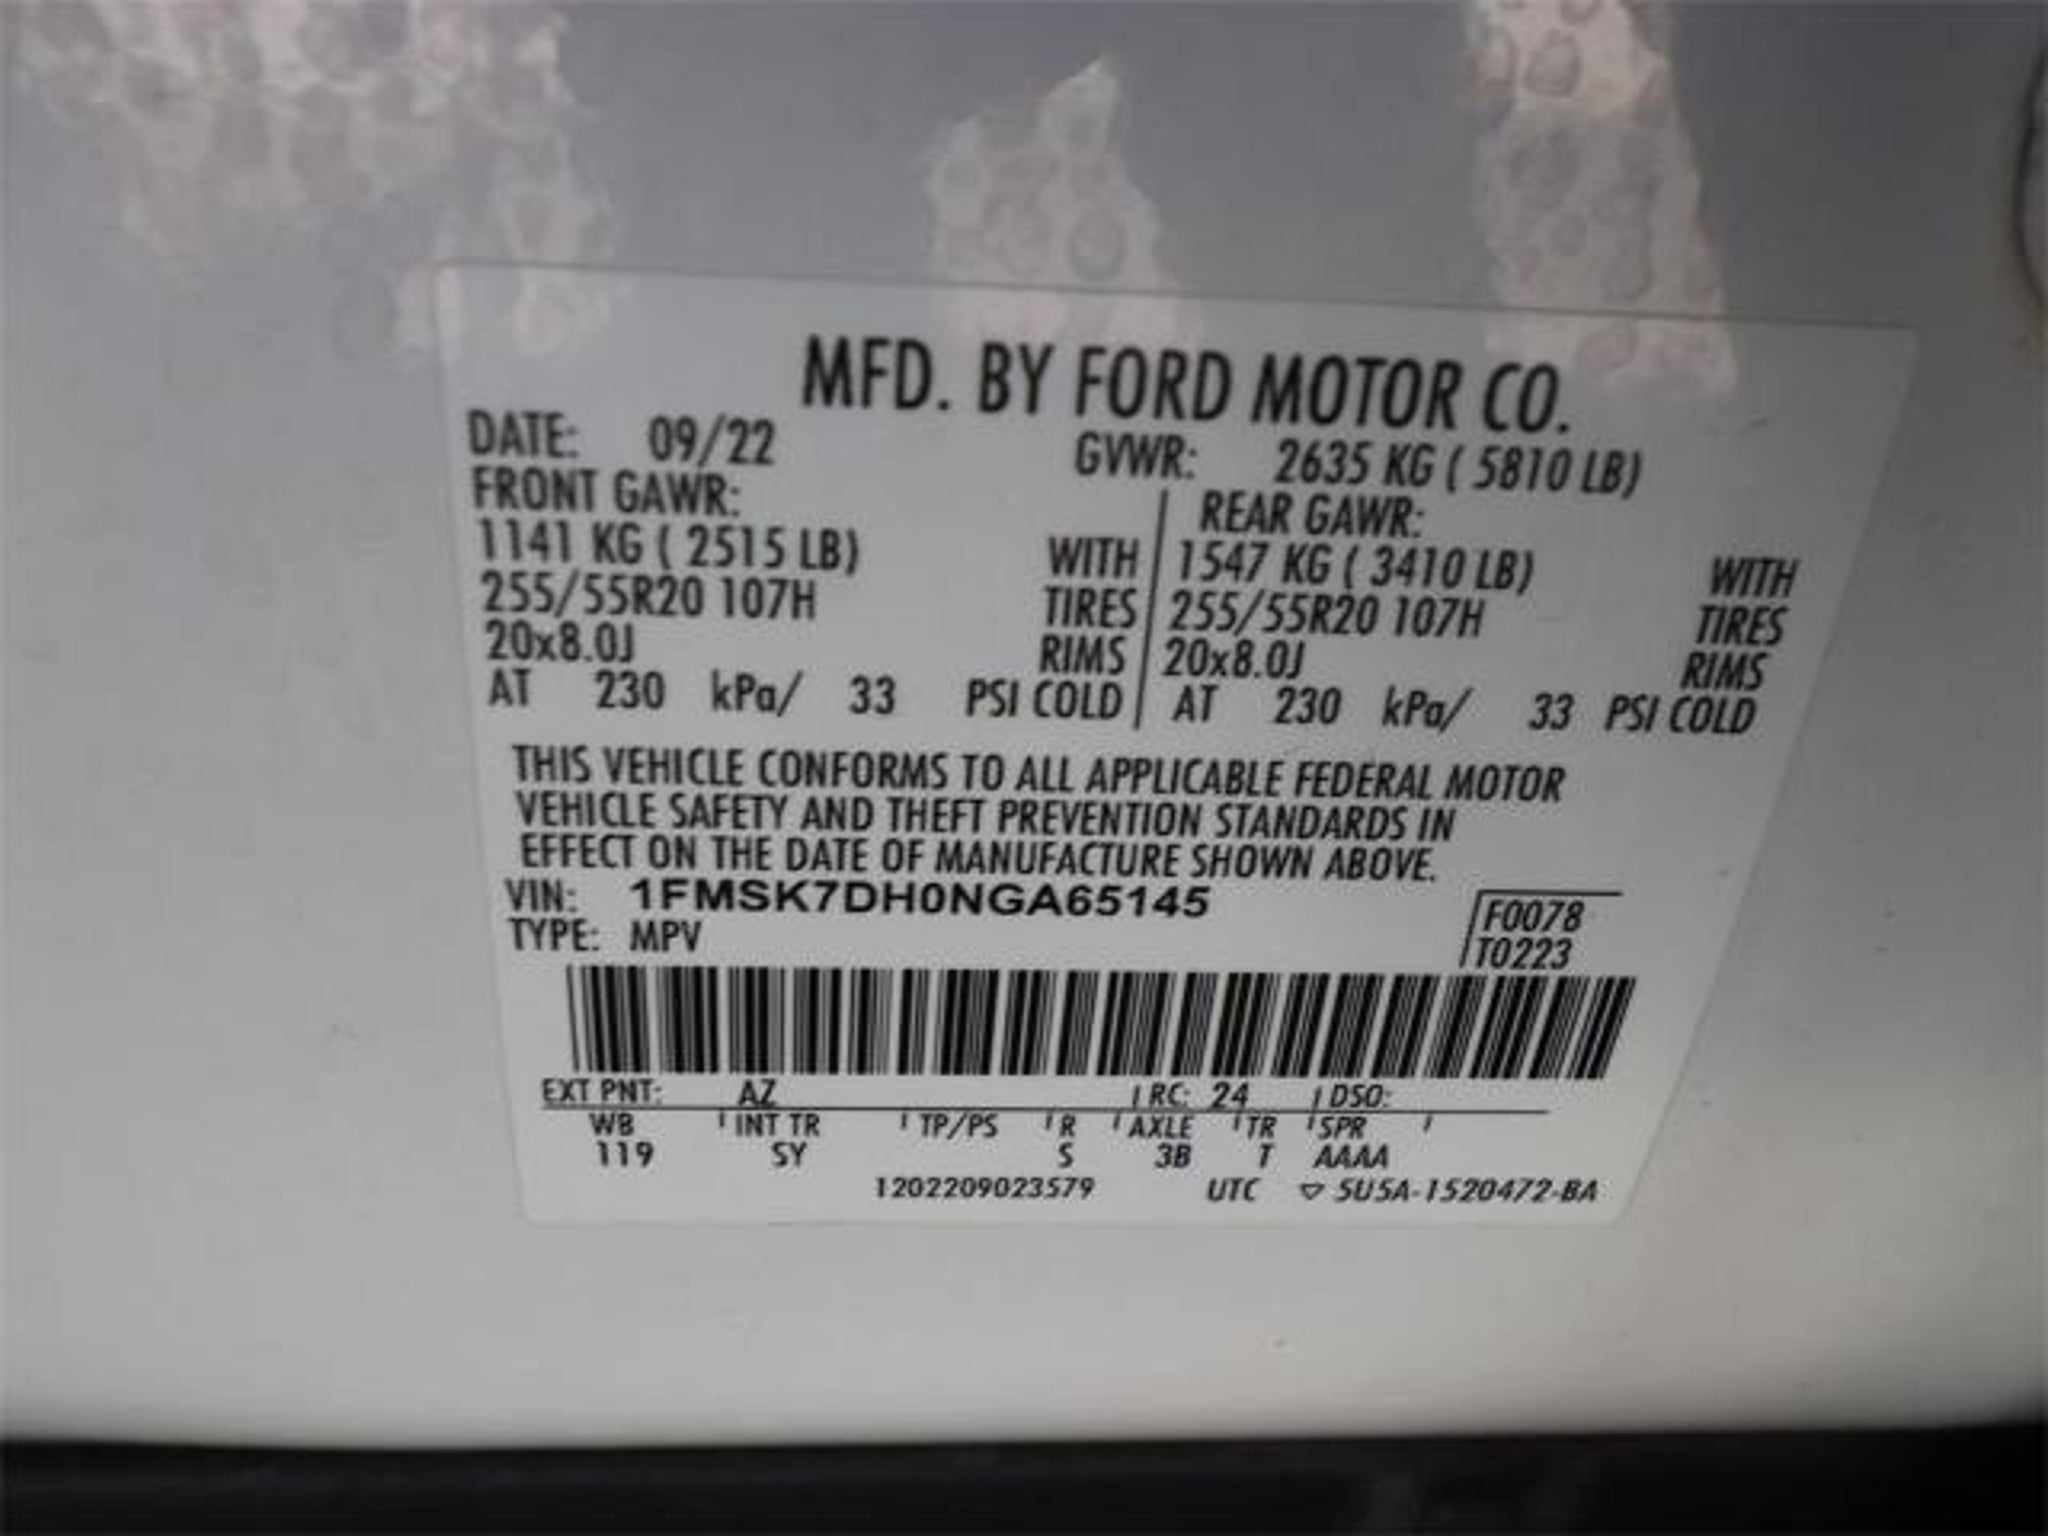 MFD. BY FORD MOTOR CO.
DATE: 09/22 GVWR: 2635 KG ( 5810 LB)
FRONT GAWR: REAR GAWR:
1141 KG ( 2515 LB) WITH 1547 KG ( 3410 LB) WITH
255/55R20 107H TIRES 255/55R20 107H TIRES
20x8.0J RIMS 20x8.0J RIMS
AT 230 kPa/ 33 PSI COLD AT 230 kPa/ 33 PSI COLD
THIS VEHICLE CONFORMS TO ALL APPLICABLE FEDERAL MOTOR
VEHICLE SAFETY AND THEFT PREVENTION STANDARDS IN
EFFECT ON THE DATE OF MANUFACTURE SHOWN ABOVE.
VIN: 1FMSK7DH0NGA65145 F0078
TYPE: MPV T0223
EXT PNT: AZ RC: 24 DSO:
WB INT TR TP/PS R AXLE TR SPR
119 SY S 3B T AAAA
1202209023579 UTC ▽ 5U5A-1520472-BA